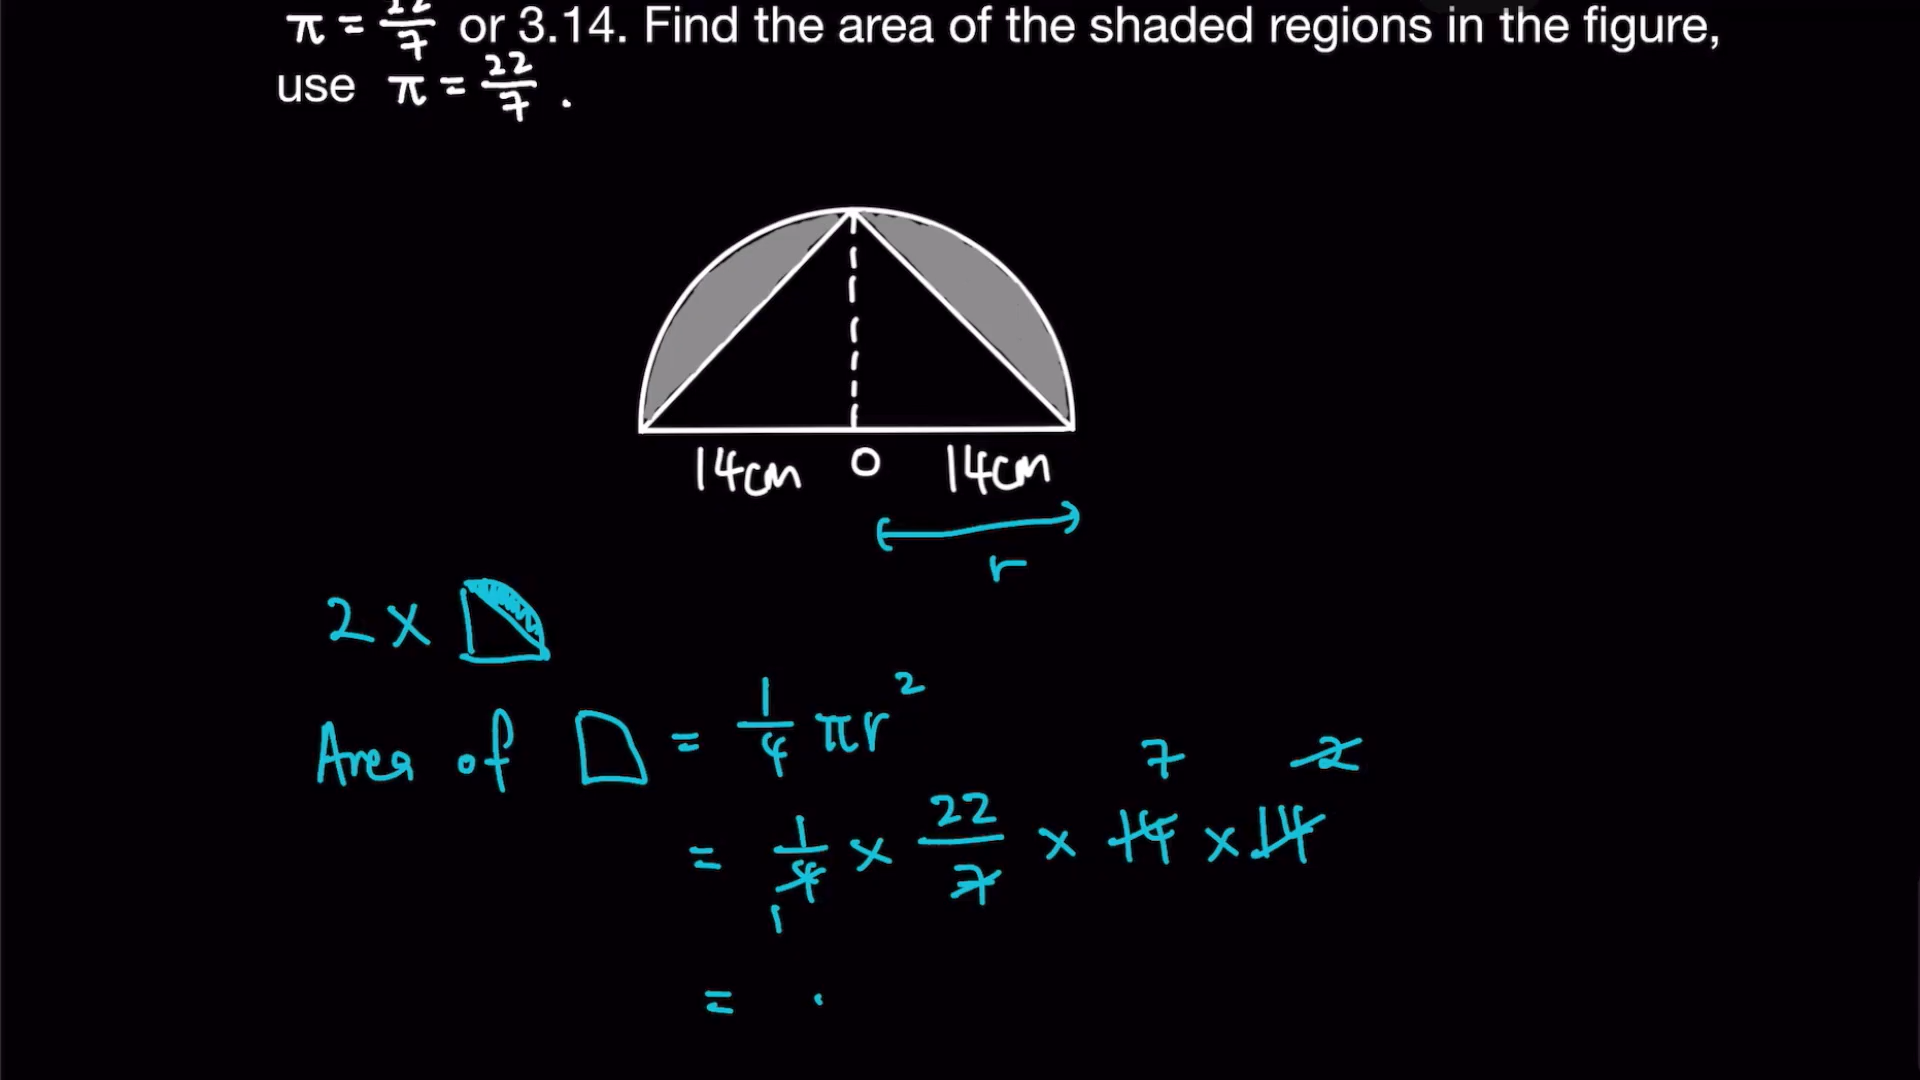 π = 22/7 or 3.14. Find the area of the shaded regions in the figure,
use π = 22/7 .
14cm O 14cm
r
2 ×
Area of = 1/4 πr²
7 2
= 1/4 × 22/7 × 14 × 14
1
= .